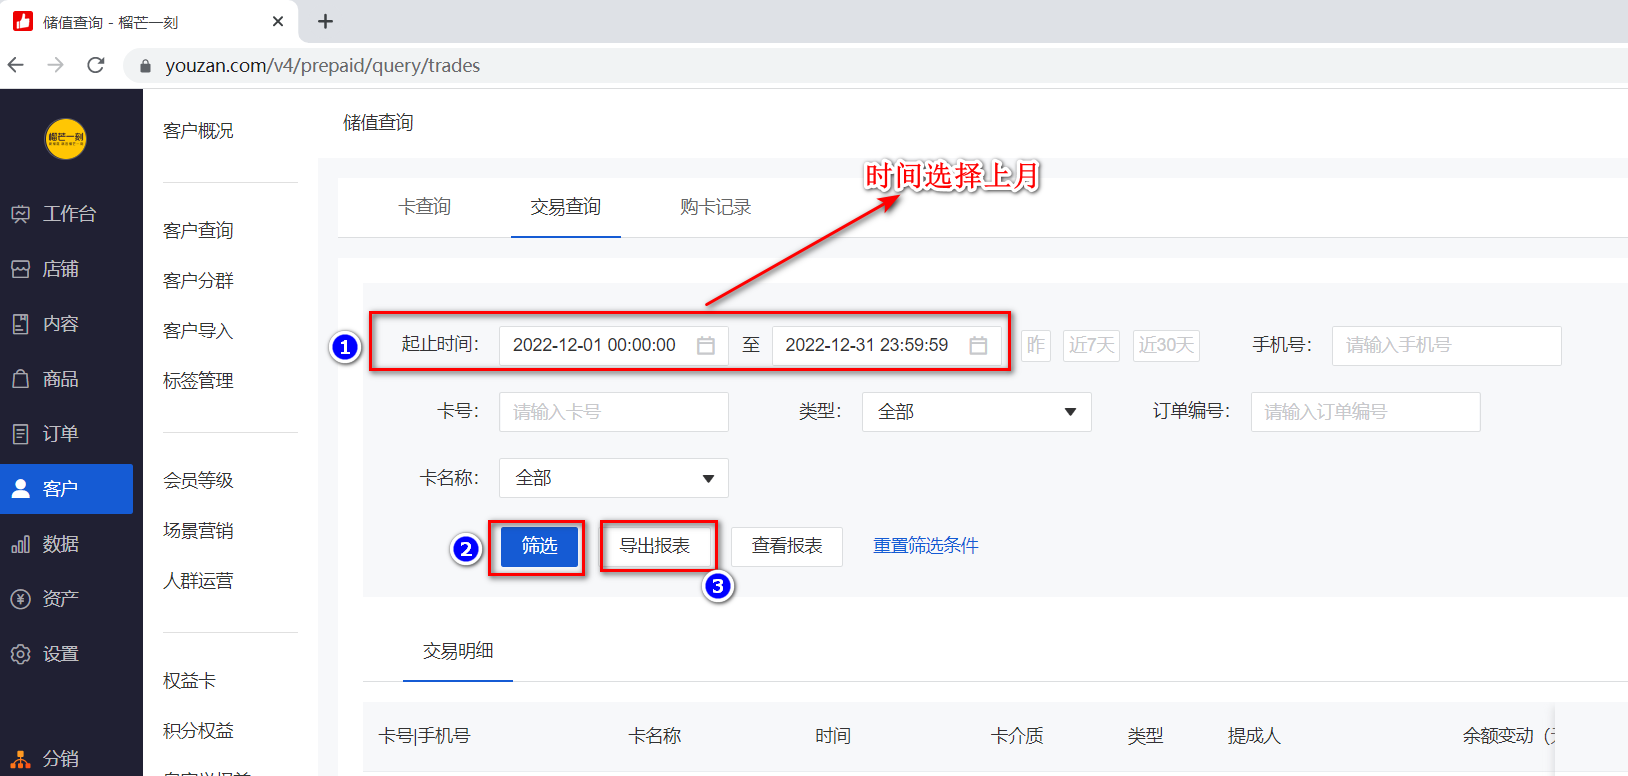 储值查询 - 榴芒一刻
youzan.com/v4/prepaid/query/trades
榴芒一刻
工作台
店铺
内容
商品
订单
客户
数据
资产
设置
分销
客户概况
客户查询
客户分群
客户导入
标签管理
会员等级
场景营销
人群运营
权益卡
积分权益
储值查询
时间选择上月
卡查询 交易查询 购卡记录
1 起止时间: 2022-12-01 00:00:00 至 2022-12-31 23:59:59 昨 近7天 近30天 手机号: 请输入手机号
卡号: 请输入卡号 类型: 全部 订单编号: 请输入订单编号
卡名称: 全部
2 筛选 导出报表 查看报表 重置筛选条件
3
交易明细
卡号|手机号 卡名称 时间 卡介质 类型 提成人 余额变动